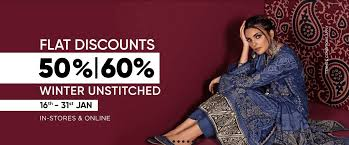 FLAT DISCOUNTS
50%|60%
WINTER UNSTITCHED
16th - 31st JAN
IN-STORES & ONLINE